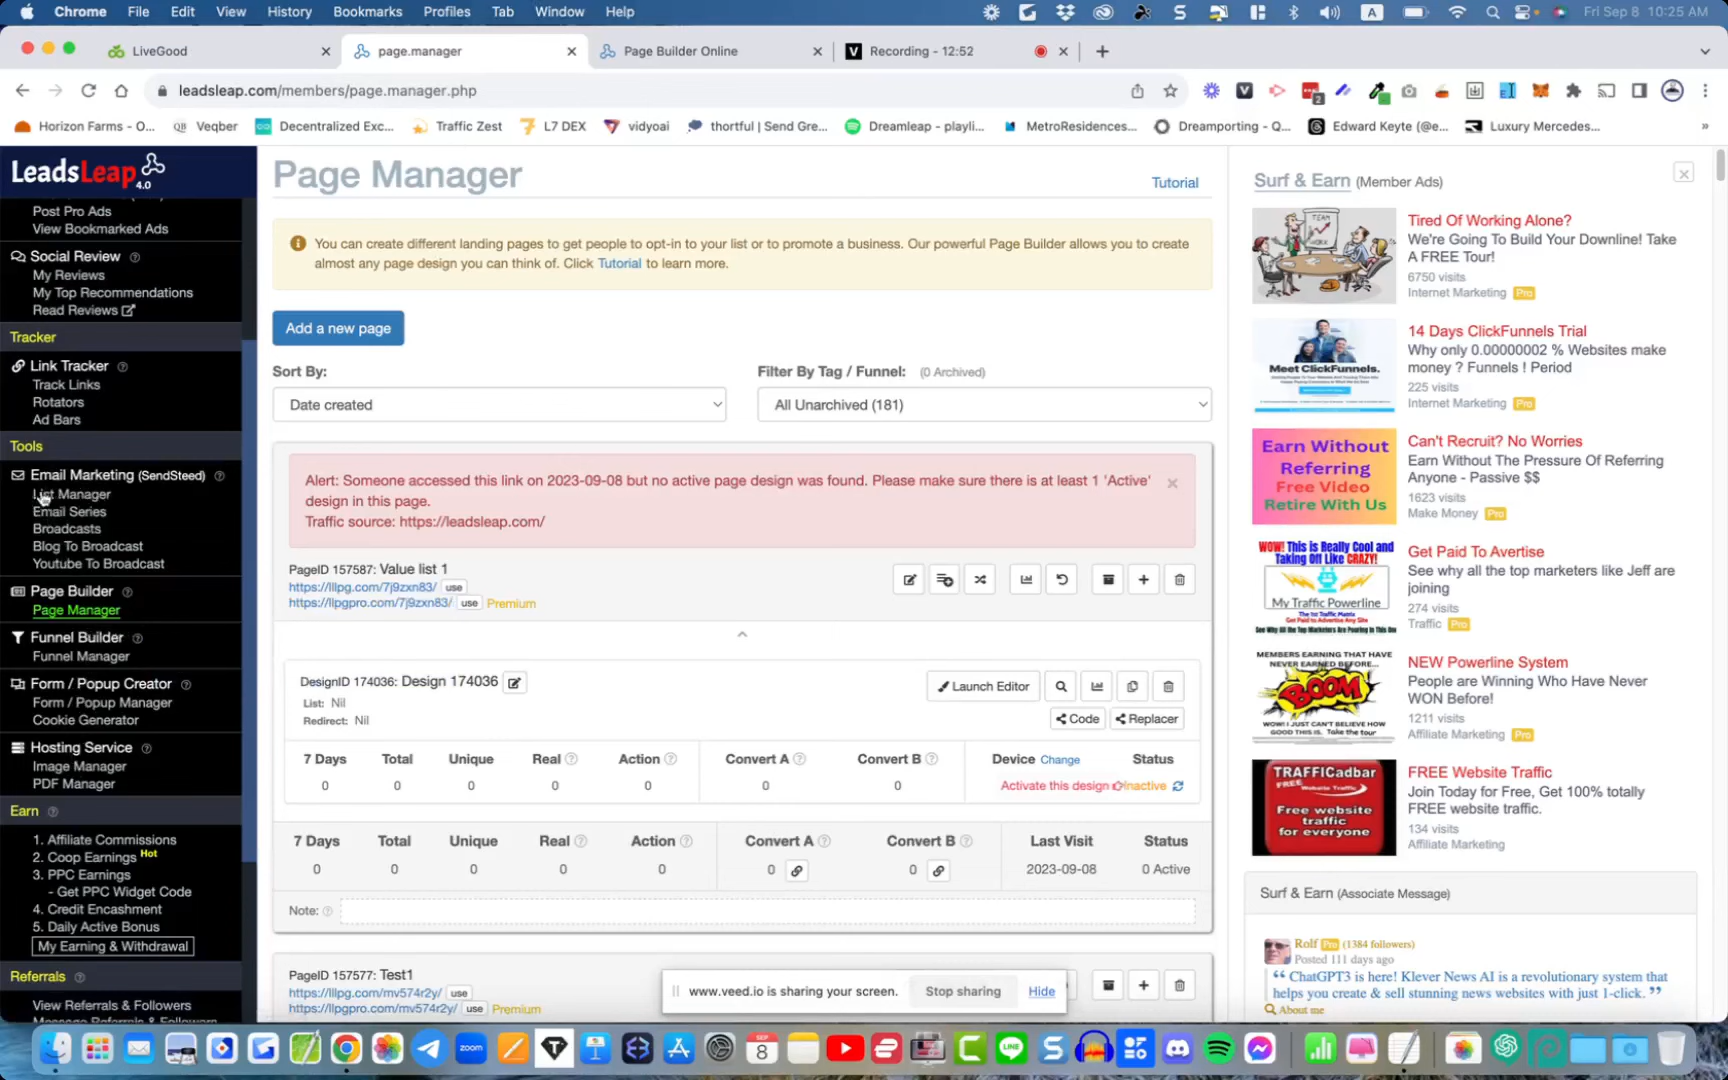 Chrome File Edit View History Bookmarks Profiles Tab Window Help
A
Fri Sep 8 10:25 AM
LiveGood
page.manager
Page Builder Online
Recording - 12:52
leadsleap.com/members/page.manager.php
Horizon Farms - O...
Veqber
Decentralized Exc...
Traffic Zest
L7 DEX
vidyoai
thortful | Send Gre...
Dreamleap - playli...
MetroResidences...
Dreamporting - Q...
Edward Keyte (@e...
Luxury Mercedes...
LeadsLeap 4.0
Post Pro Ads
View Bookmarked Ads
Social Review
My Reviews
My Top Recommendations
Read Reviews
Tracker
Link Tracker
Track Links
Rotators
Ad Bars
Tools
Email Marketing (SendSteed)
List Manager
Email Series
Broadcasts
Blog To Broadcast
Youtube To Broadcast
Page Builder
Page Manager
Funnel Builder
Funnel Manager
Form / Popup Creator
Form / Popup Manager
Cookie Generator
Hosting Service
Image Manager
PDF Manager
Earn
1. Affiliate Commissions
2. Coop Earnings Hot
3. PPC Earnings
- Get PPC Widget Code
4. Credit Encashment
5. Daily Active Bonus
My Earning & Withdrawal
Referrals
View Referrals & Followers
Message Referrals & Followers
Page Manager
Tutorial
You can create different landing pages to get people to opt-in to your list or to promote a business. Our powerful Page Builder allows you to create
almost any page design you can think of. Click Tutorial to learn more.
Add a new page
Sort By:
Date created
Filter By Tag / Funnel: (0 Archived)
All Unarchived (181)
Alert: Someone accessed this link on 2023-09-08 but no active page design was found. Please make sure there is at least 1 'Active'
design in this page.
Traffic source: https://leadsleap.com/
PageID 157587: Value list 1
https://llpg.com/7j9zxn83/ use
https://llpgpro.com/7j9zxn83/ use Premium
DesignID 174036: Design 174036
List: Nil
Redirect: Nil
Launch Editor
Code
Replacer
7 Days Total Unique Real Action Convert A Convert B Device Change Status
0 0 0 0 0 0 0 Activate this design Inactive
7 Days Total Unique Real Action Convert A Convert B Last Visit Status
0 0 0 0 0 0 0 2023-09-08 0 Active
Note:
PageID 157577: Test1
https://llpg.com/mv574r2y/ use
https://llpgpro.com/mv574r2y/ use Premium
www.veed.io is sharing your screen.
Stop sharing
Hide
Surf & Earn (Member Ads)
TEAM WORK
Tired Of Working Alone?
We're Going To Build Your Downline! Take
A FREE Tour!
6750 visits
Internet Marketing Pro
Meet ClickFunnels.
14 Days ClickFunnels Trial
Why only 0.00000002 % Websites make
money ? Funnels ! Period
225 visits
Internet Marketing Pro
Earn Without
Referring
Free Video
Retire With Us
Can't Recruit? No Worries
Earn Without The Pressure Of Referring
Anyone - Passive $$
1623 visits
Make Money Pro
WOW! This is Really Cool and
Taking Off Like CRAZY!
My Traffic Powerline
The 1st Traffic Matrix
Get Paid to Advertise Any Site
Get Paid To Avertise
See why all the top marketers like Jeff are
joining
274 visits
Traffic Pro
MEMBERS EARNING THAT HAVE
NEVER EARNED BEFORE...
BOOM
NEW Powerline System
People are Winning Who Have Never
WON Before!
1211 visits
Affiliate Marketing Pro
TRAFFICadbar
Free website
traffic
for everyone
FREE Website Traffic
Join Today for Free, Get 100% totally
FREE website traffic.
134 visits
Affiliate Marketing
Surf & Earn (Associate Message)
Rolf Pro (1384 followers)
Posted 111 days ago
“ ChatGPT3 is here! Klever News AI is a revolutionary system that
helps you create & sell stunning news websites with just 1-click. ”
About me
zoom
SEP
8
LINE